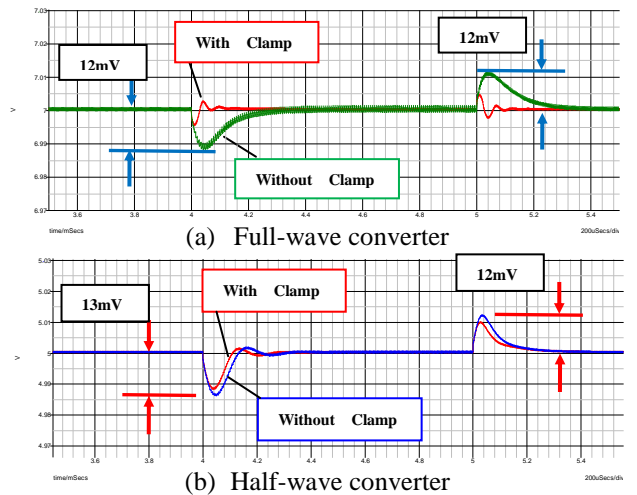 7.03
7.02
With Clamp
12mV
12mV
7.01
7
V
6.99
6.98
Without Clamp
6.97
3.6 3.8 4 4.2 4.4 4.6 4.8 5 5.2 5.4
time/mSecs 200uSecs/div
(a) Full-wave converter
5.03
12mV
5.02
13mV
With Clamp
5.01
5
V
4.99
4.98
Without Clamp
4.97
3.6 3.8 4 4.2 4.4 4.6 4.8 5 5.2 5.4
time/mSecs 200uSecs/div
(b) Half-wave converter